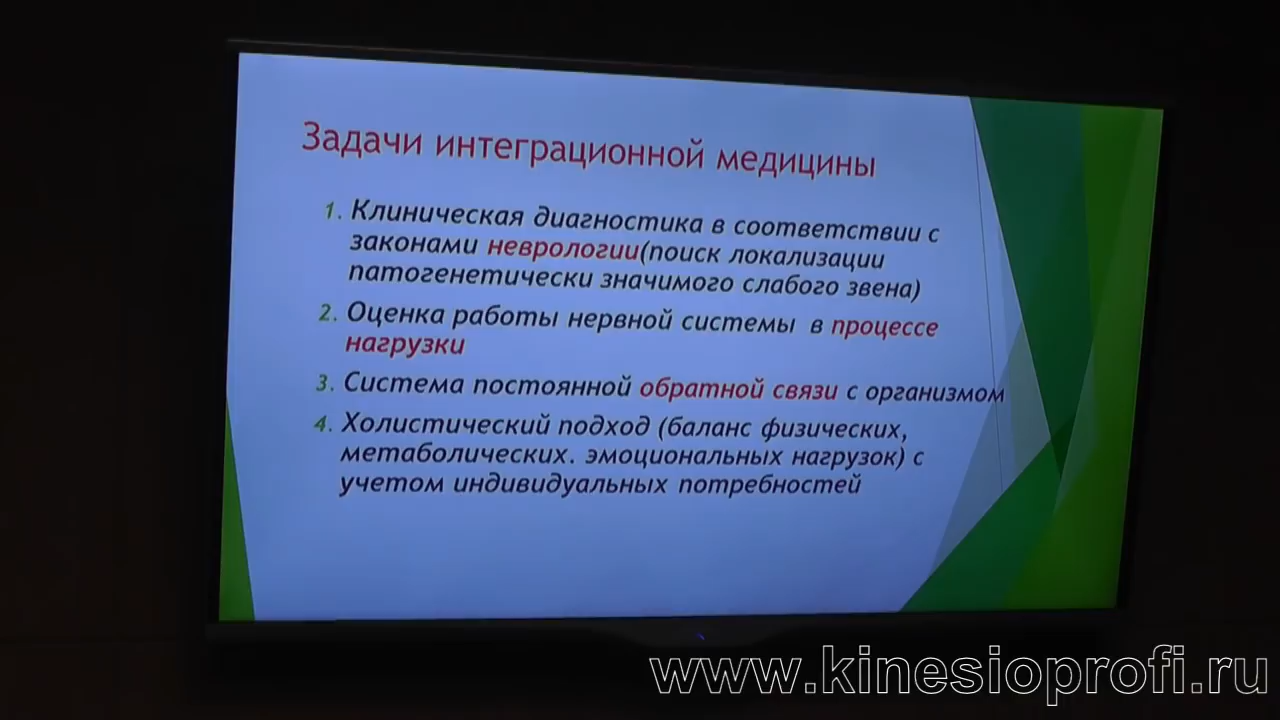 Задачи интеграционной медицины
1. Клиническая диагностика в соответствии с
законами неврологии(поиск локализации
патогенетически значимого слабого звена)
2. Оценка работы нервной системы в процессе
нагрузки
3. Система постоянной обратной связи с организмом
4. Холистический подход (баланс физических,
метаболических. эмоциональных нагрузок) с
учетом индивидуальных потребностей
www.kinesioprofi.ru